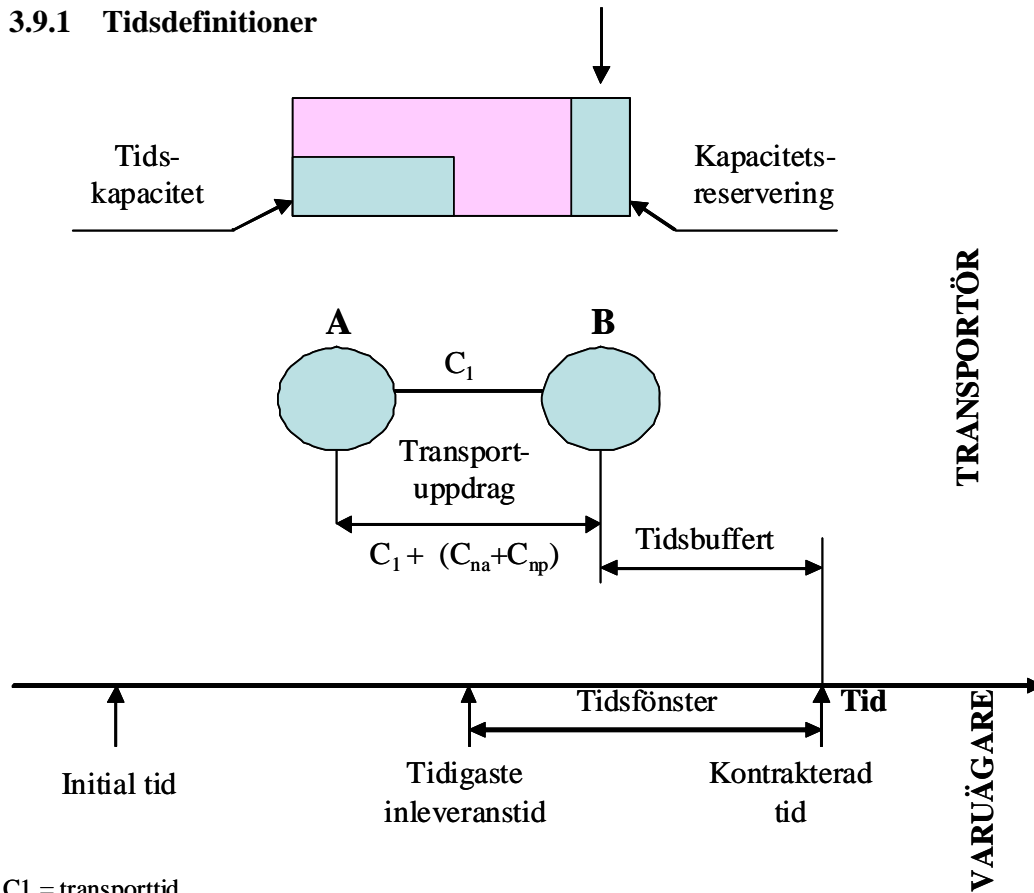 3.9.1 Tidsdefinitioner
Tids-
kapacitet
Kapacitets-
reservering
TRANSPORTÖR
A
B
C1
Transport-
uppdrag
C1 + (Cna+Cnp)
Tidsbuffert
Tidsfönster
Tid
Initial tid
Tidigaste
inleveranstid
Kontrakterad
tid
VARUÄGARE
C1 = transporttid